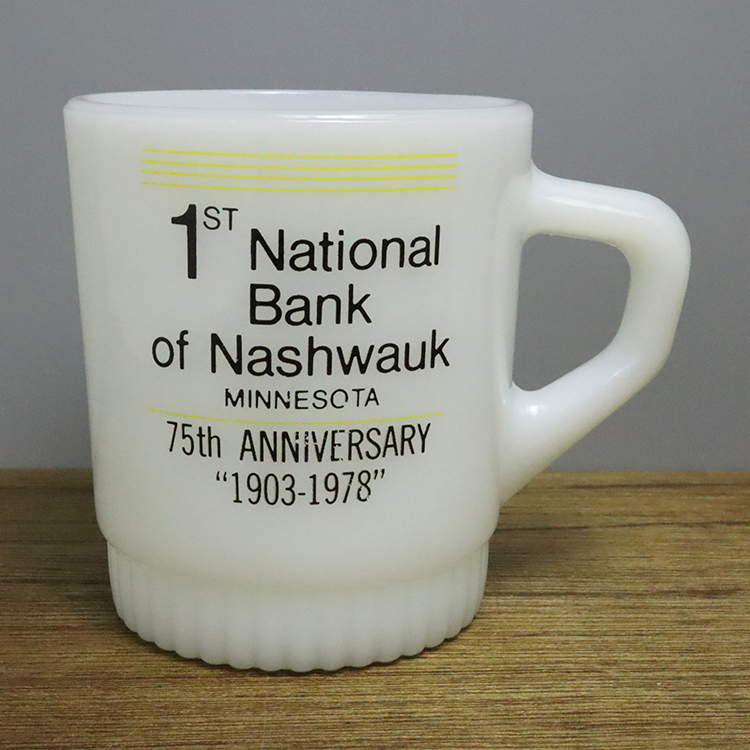 1ST National
Bank
of Nashwauk
MINNESOTA
75th ANNIVERSARY
“1903-1978”